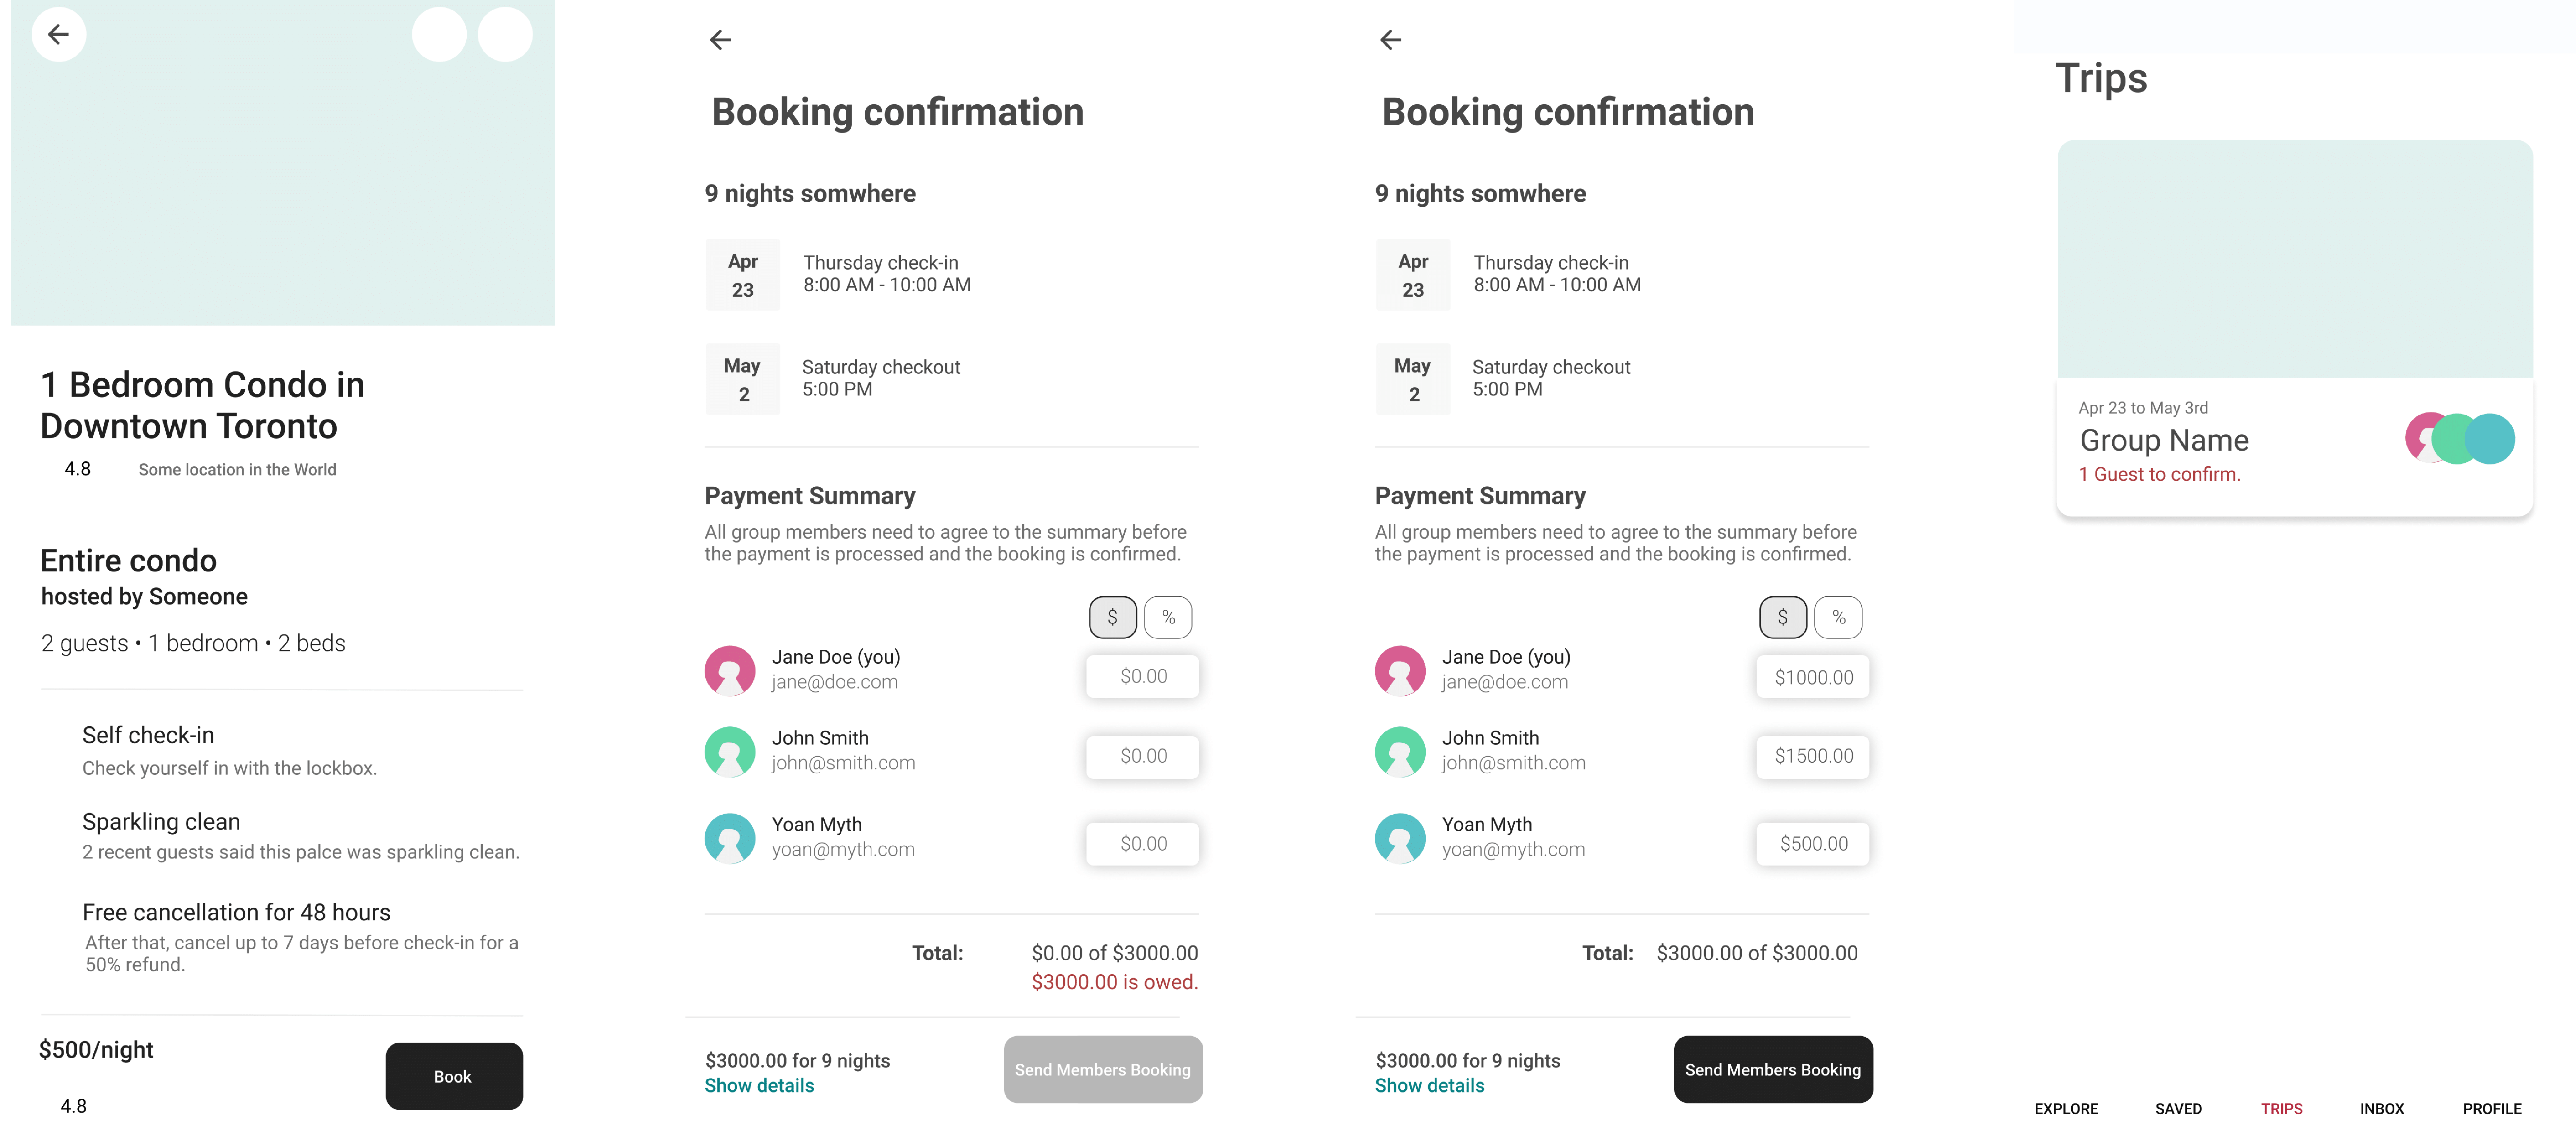 1 Bedroom Condo in
Downtown Toronto
4.8 Some location in the World
Entire condo
hosted by Someone
2 guests • 1 bedroom • 2 beds
Self check-in
Check yourself in with the lockbox.
Sparkling clean
2 recent guests said this palce was sparkling clean.
Free cancellation for 48 hours
After that, cancel up to 7 days before check-in for a
50% refund.
$500/night
4.8
Book
Booking confirmation
9 nights somwhere
Apr
23
Thursday check-in
8:00 AM - 10:00 AM
May
2
Saturday checkout
5:00 PM
Payment Summary
All group members need to agree to the summary before
the payment is processed and the booking is confirmed.
$ %
Jane Doe (you)
jane@doe.com
$0.00
John Smith
john@smith.com
$0.00
Yoan Myth
yoan@myth.com
$0.00
Total: $0.00 of $3000.00
$3000.00 is owed.
$3000.00 for 9 nights
Show details
Send Members Booking
Booking confirmation
9 nights somwhere
Apr
23
Thursday check-in
8:00 AM - 10:00 AM
May
2
Saturday checkout
5:00 PM
Payment Summary
All group members need to agree to the summary before
the payment is processed and the booking is confirmed.
$ %
Jane Doe (you)
jane@doe.com
$1000.00
John Smith
john@smith.com
$1500.00
Yoan Myth
yoan@myth.com
$500.00
Total: $3000.00 of $3000.00
$3000.00 for 9 nights
Show details
Send Members Booking
Trips
Apr 23 to May 3rd
Group Name
1 Guest to confirm.
EXPLORE SAVED TRIPS INBOX PROFILE